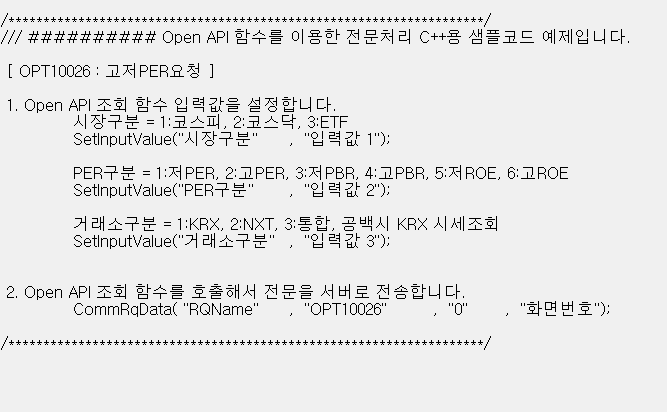 /********************************************************************/
/// ########## Open API 함수를 이용한 전문처리 C++용 샘플코드 예제입니다.
[ OPT10026 : 고저PER요청 ]
1. Open API 조회 함수 입력값을 설정합니다.
시장구분 = 1:코스피, 2:코스닥, 3:ETF
SetInputValue("시장구분" , "입력값 1");
PER구분 = 1:저PER, 2:고PER, 3:저PBR, 4:고PBR, 5:저ROE, 6:고ROE
SetInputValue("PER구분" , "입력값 2");
거래소구분 = 1:KRX, 2:NXT, 3:통합, 공백시 KRX 시세조회
SetInputValue("거래소구분" , "입력값 3");
2. Open API 조회 함수를 호출해서 전문을 서버로 전송합니다.
CommRqData( "RQName" , "OPT10026" , "0" , "화면번호");
/********************************************************************/